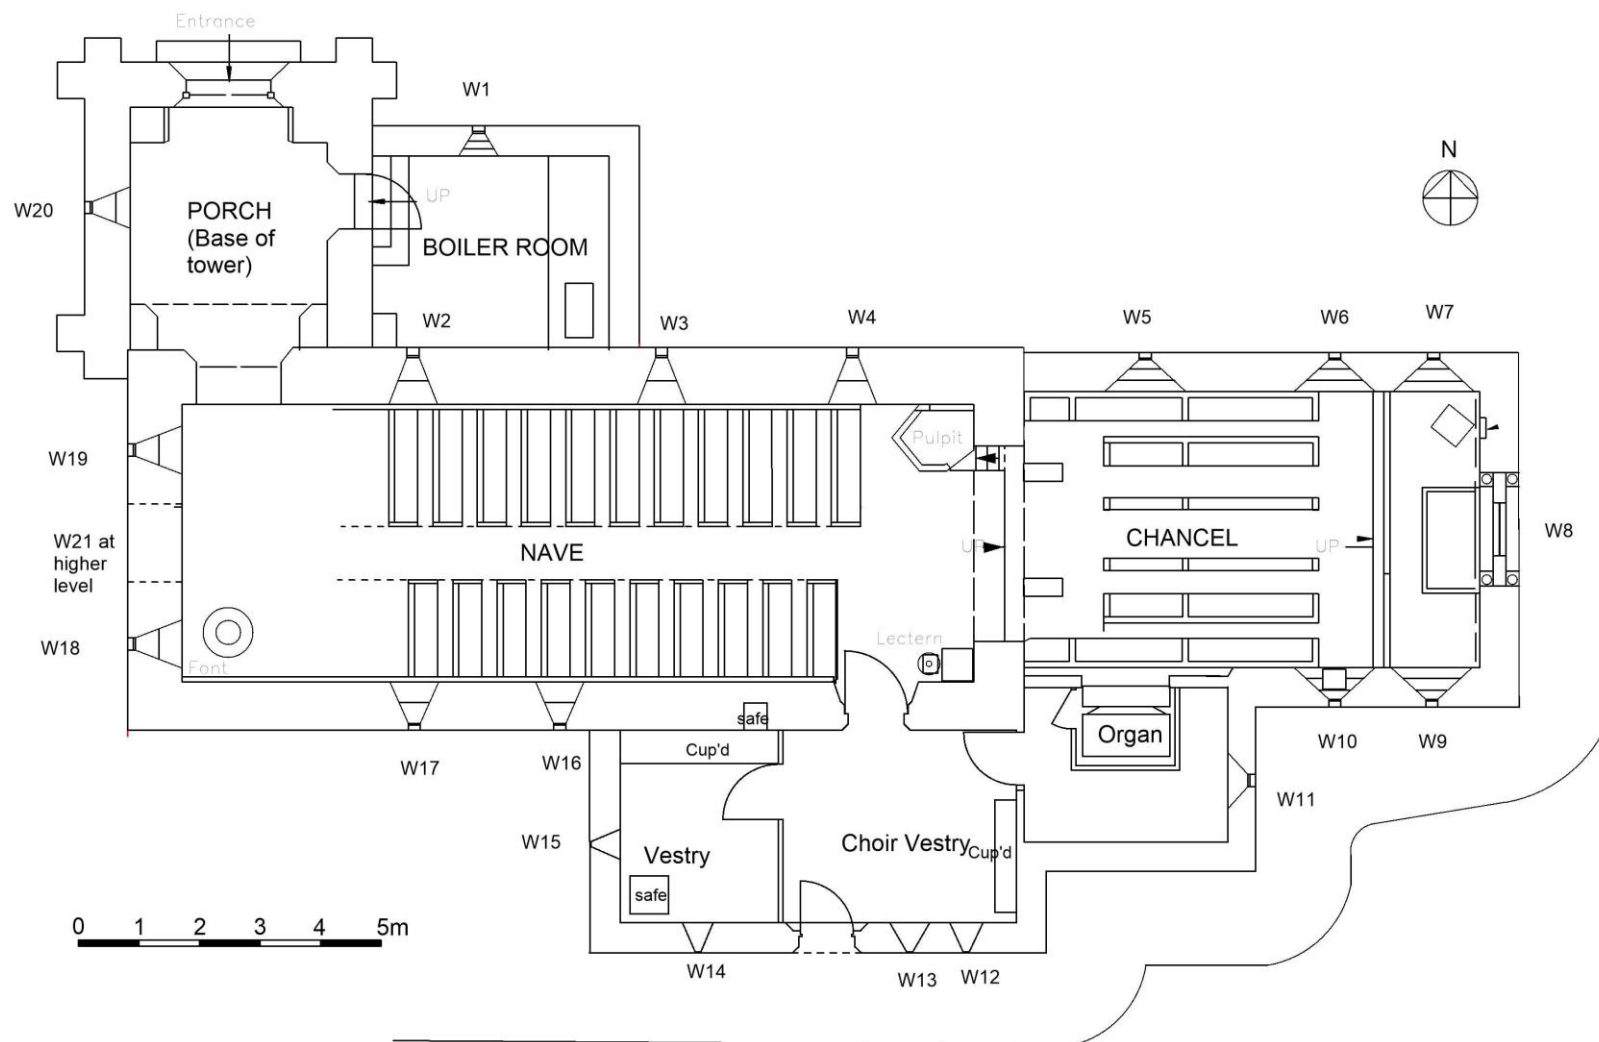 Entrance
W1
N
W20
PORCH
(Base of
tower)
UP
BOILER ROOM
W2
W3
W4
W5
W6
W7
W19
Pulpit
W21 at
higher
level
NAVE
UP
CHANCEL
UP
W8
W18
Font
Lectern
safe
W17
W16
Cup'd
Organ
W10
W9
W11
W15
Vestry
Choir Vestry
Cup'd
safe
0 1 2 3 4 5m
W14
W13
W12